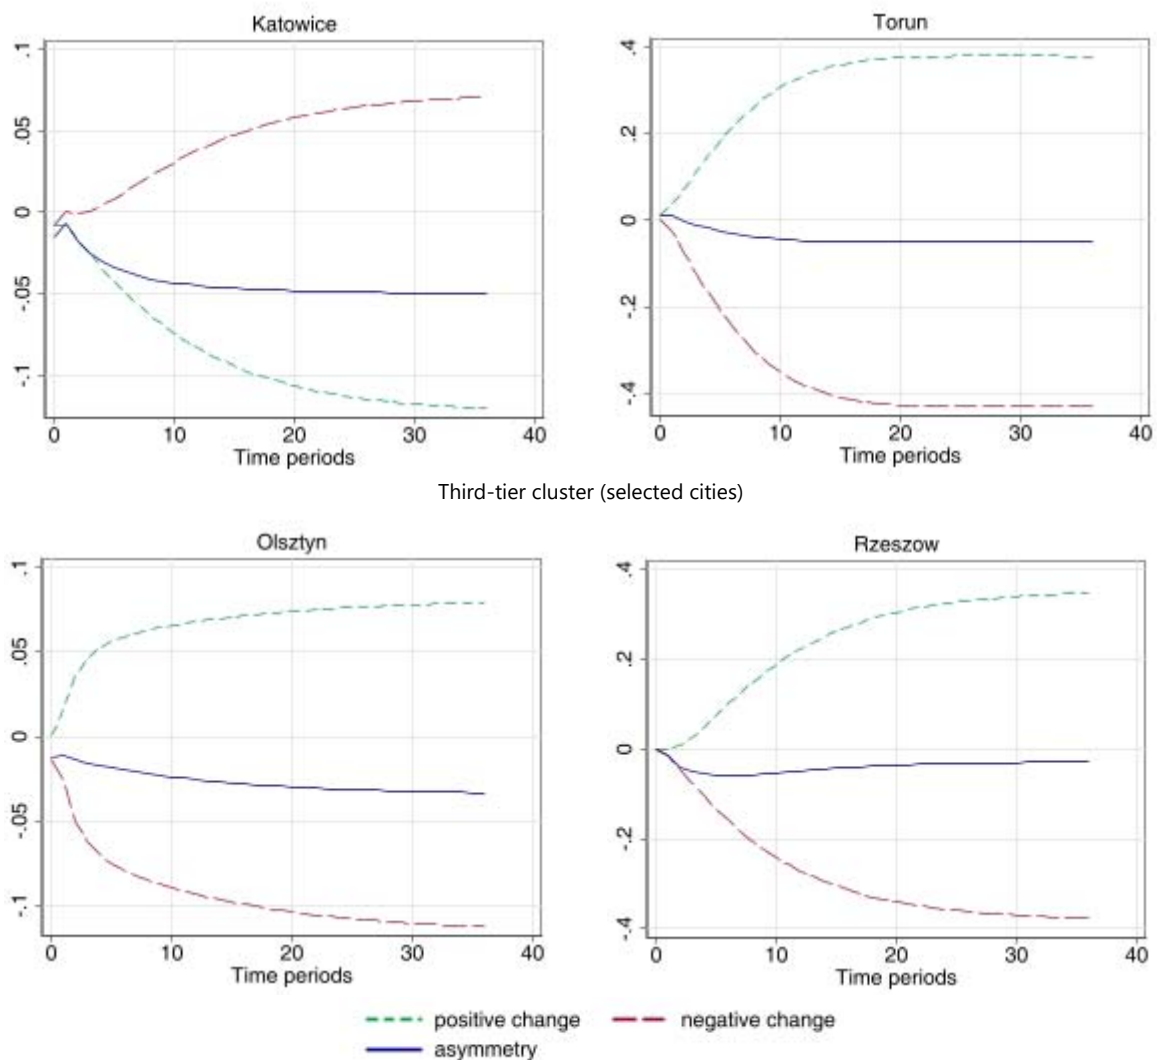 Katowice
.1
.05
0
-.05
-.1
0 10 20 30 40
Time periods
Torun
.4
.2
0
-.2
-.4
0 10 20 30 40
Time periods
Third-tier cluster (selected cities)
Olsztyn
.1
.05
0
-.05
-.1
0 10 20 30 40
Time periods
Rzeszow
.4
.2
0
-.2
-.4
0 10 20 30 40
Time periods
positive change negative change
asymmetry